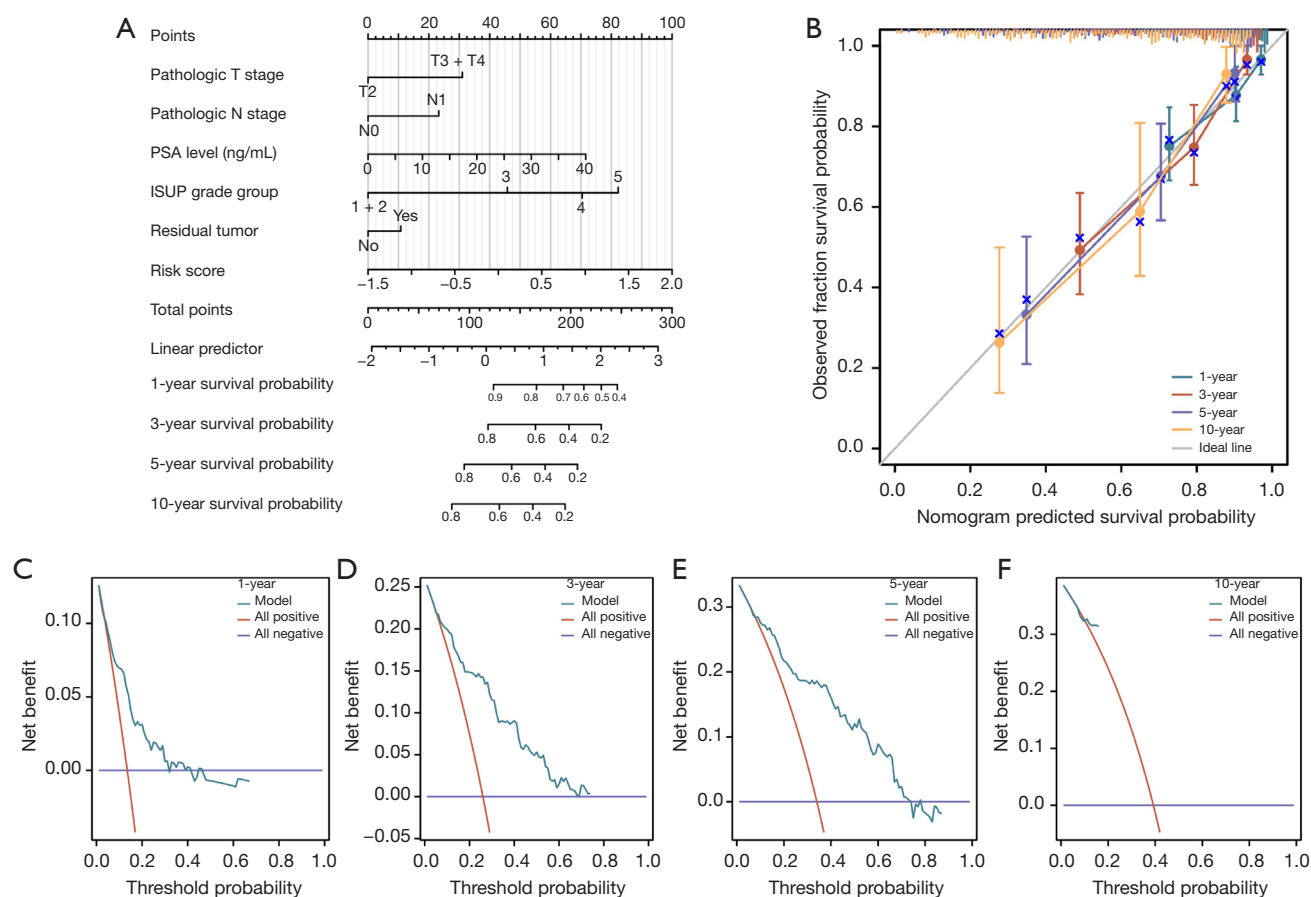 A
Points
0 20 40 60 80 100
Pathologic T stage
T3 + T4
T2
Pathologic N stage
N1
N0
PSA level (ng/mL)
0 10 20 30 40
ISUP grade group
3 5
1 + 2 4
Residual tumor
Yes
No
Risk score
−1.5 −0.5 0.5 1.5 2.0
Total points
0 100 200 300
Linear predictor
−2 −1 0 1 2 3
1-year survival probability
0.9 0.8 0.7 0.6 0.5 0.4
3-year survival probability
0.8 0.6 0.4 0.2
5-year survival probability
0.8 0.6 0.4 0.2
10-year survival probability
0.8 0.6 0.4 0.2
B
Observed fraction survival probability
1.0
0.8
0.6
0.4
0.2
0.0
1-year
3-year
5-year
10-year
Ideal line
0.0 0.2 0.4 0.6 0.8 1.0
Nomogram predicted survival probability
C
1-year
Model
All positive
All negative
Net benefit
0.10
0.05
0.00
0.0 0.2 0.4 0.6 0.8 1.0
Threshold probability
D
3-year
Model
All positive
All negative
Net benefit
0.25
0.20
0.15
0.10
0.05
0.00
−0.05
0.0 0.2 0.4 0.6 0.8 1.0
Threshold probability
E
5-year
Model
All positive
All negative
Net benefit
0.3
0.2
0.1
0.0
0.0 0.2 0.4 0.6 0.8 1.0
Threshold probability
F
10-year
Model
All positive
All negative
Net benefit
0.3
0.2
0.3
0.0
0.0 0.2 0.4 0.6 0.8 1.0
Threshold probability